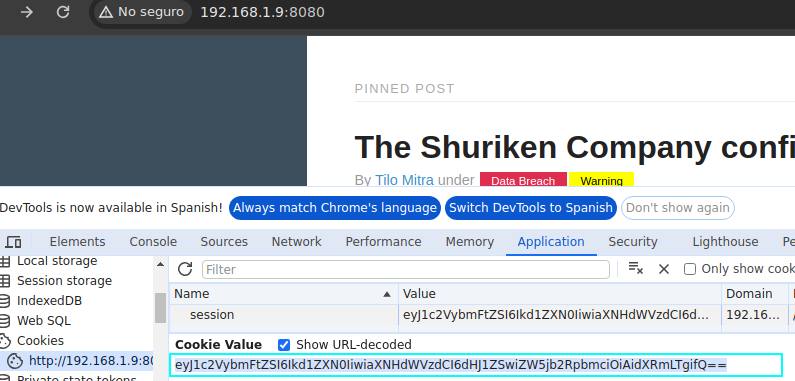 No seguro 192.168.1.9:8080
PINNED POST
The Shuriken Company confi
By Tilo Mitra under Data Breach Warning
DevTools is now available in Spanish! Always match Chrome's language Switch DevTools to Spanish Don't show again
Elements Console Sources Network Performance Memory Application Security Lighthouse Pe
Local storage
Session storage
IndexedDB
Web SQL
Cookies
http://192.168.1.9:80
Private state tokens
Filter Only show cook
Name Value Domain
session eyJ1c2VybmFtZSI6Ikd1ZXN0IiwiaXNHdWVzdCI6d... 192.16...
Cookie Value Show URL-decoded
eyJ1c2VybmFtZSI6Ikd1ZXN0IiwiaXNHdWVzdCI6dHJ1ZSwiZW5jb2RpbmciOiAidXRmLTgifQ==